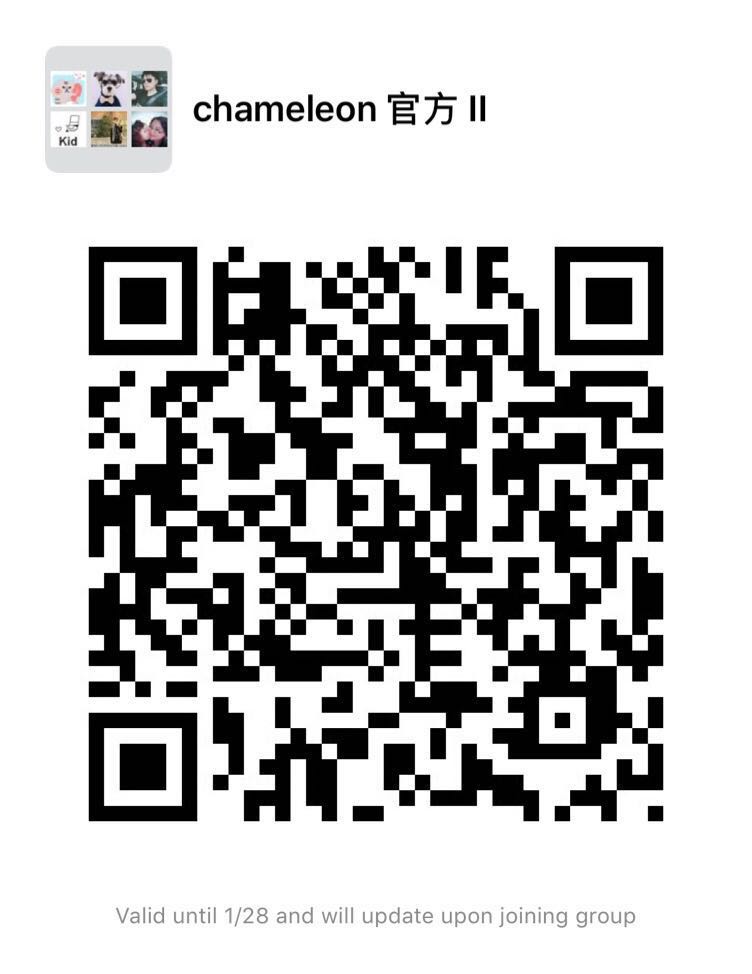 chameleon 官方 II
Kid
Valid until 1/28 and will update upon joining group